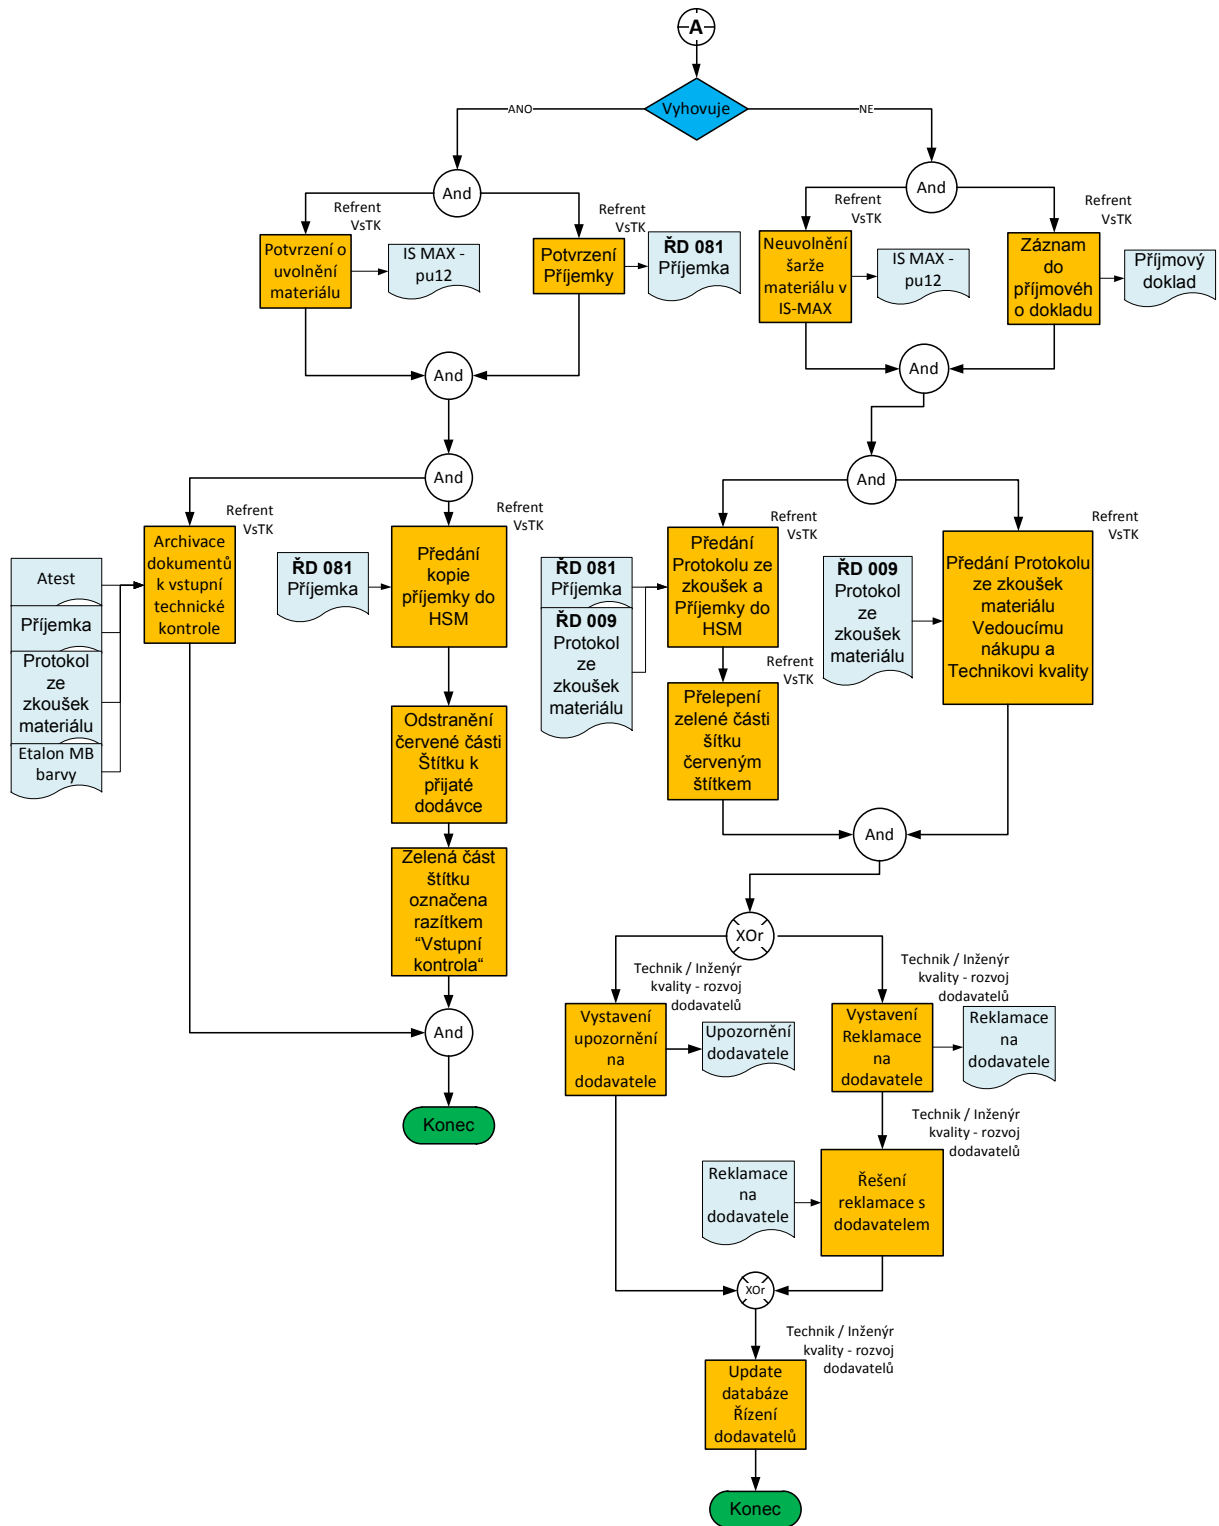 A
Vyhovuje
ANO
NE
And
And
Refrent
VsTK
Refrent
VsTK
Refrent
VsTK
Refrent
VsTK
Potvrzení o
uvolnění
materiálu
IS MAX -
pu12
Potvrzení
Příjemky
ŘD 081
Příjemka
Neuvolnění
šarže
materiálu v
IS-MAX
IS MAX -
pu12
Záznam
do
příjmovéh
o dokladu
Příjmový
doklad
And
And
And
And
Refrent
VsTK
Refrent
VsTK
Refrent
VsTK
Refrent
VsTK
Archivace
dokumentů
k vstupní
technické
kontrole
Atest
Příjemka
Protokol
ze
zkoušek
materiálu
Etalon MB
barvy
ŘD 081
Příjemka
Předání
kopie
příjemky do
HSM
ŘD 081
Příjemka
ŘD 009
Protokol
ze
zkoušek
materiálu
Předání
Protokolu ze
zkoušek a
Příjemky do
HSM
ŘD 009
Protokol
ze
zkoušek
materiálu
Předání Protokolu
ze zkoušek
materiálu
Vedoucímu
nákupu a
Technikovi kvality
Refrent
VsTK
Odstranění
červené části
Štítku k
přijaté
dodávce
Přelepení
zelené části
šítku
červeným
štítkem
And
Zelená část
štítku
označena
razítkem
“Vstupní
kontrola“
XOr
Technik / Inženýr
kvality - rozvoj
dodavatelů
Technik / Inženýr
kvality - rozvoj
dodavatelů
And
Vystavení
upozornění
na
dodavatele
Upozornění
dodavatele
Vystavení
Reklamace
na
dodavatele
Reklamace
na
dodavatele
Konec
Technik / Inženýr
kvality - rozvoj
dodavatelů
Reklamace
na
dodavatele
Řešení
reklamace s
dodavatelem
XOr
Technik / Inženýr
kvality - rozvoj
dodavatelů
Update
databáze
Řízení
dodavatelů
Konec